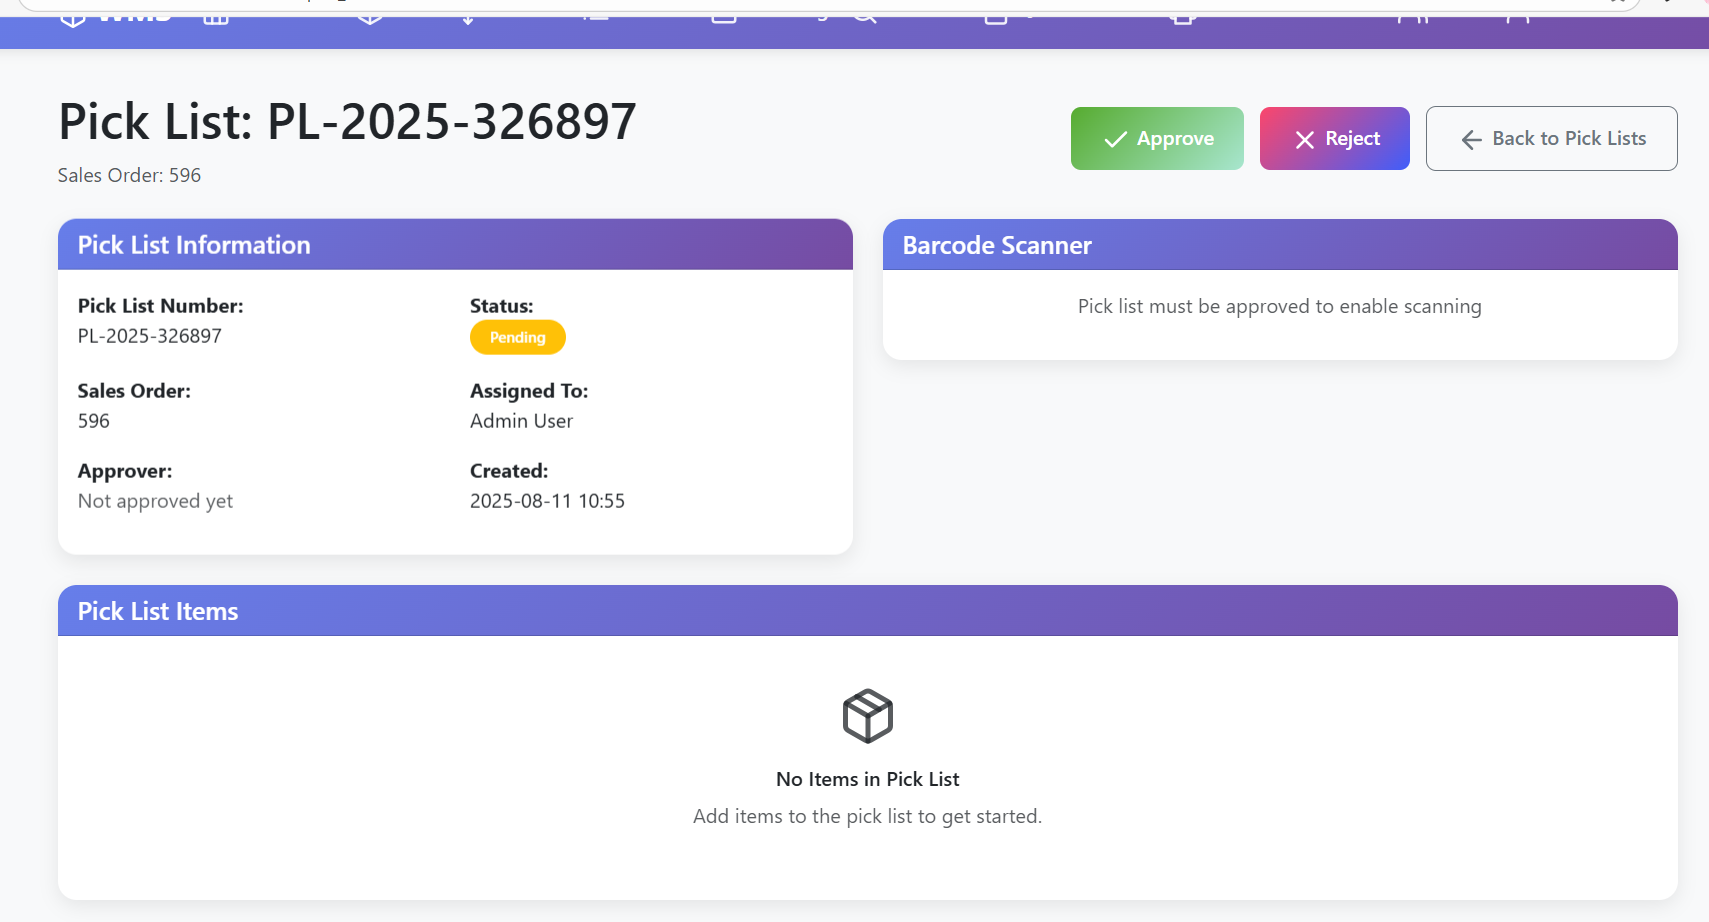 WMS
Pick List: PL-2025-326897
Sales Order: 596
Approve
Reject
Back to Pick Lists
Pick List Information
Pick List Number:
PL-2025-326897
Status:
Pending
Sales Order:
596
Assigned To:
Admin User
Approver:
Not approved yet
Created:
2025-08-11 10:55
Barcode Scanner
Pick list must be approved to enable scanning
Pick List Items
No Items in Pick List
Add items to the pick list to get started.